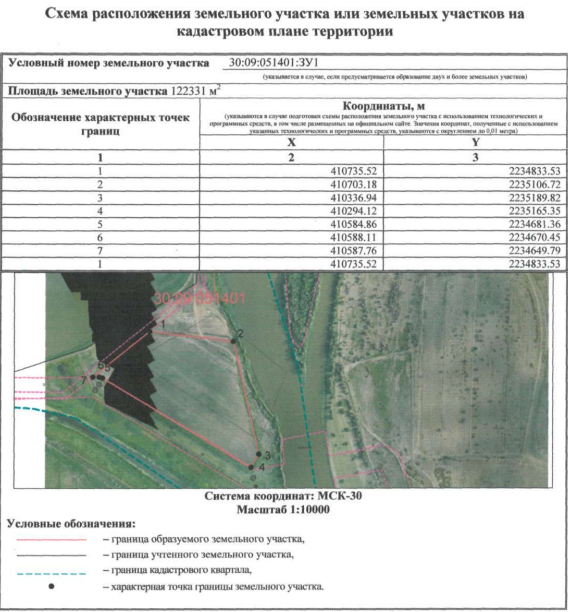 Схема расположения земельного участка или земельных участков на
кадастровом плане территории
Условный номер земельного участка 30:09:051401:ЗУ1
(указывается в случае, если предусматривается образование двух и более земельных участков)
Площадь земельного участка 122331 м²
Обозначение характерных точек
границ
Координаты, м
(указываются в случае подготовки схемы расположения земельного участка с использованием технологических и
программных средств, в том числе размещенных на официальном сайте. Значения координат, полученные с использованием
указанных технологических и программных средств, указываются с округлением до 0,01 метра)
X Y
1 2 3
1 410735.52 2234833.53
2 410703.18 2235106.72
3 410336.94 2235189.82
4 410294.12 2235165.35
5 410584.86 2234681.36
6 410588.11 2234670.45
7 410587.76 2234649.79
1 410735.52 2234833.53
30:09:051401
1
2
6
5
7
3
4
Система координат: МСК-30
Масштаб 1:10000
Условные обозначения:
– граница образуемого земельного участка,
– граница учтенного земельного участка,
– граница кадастрового квартала,
– характерная точка границы земельного участка.